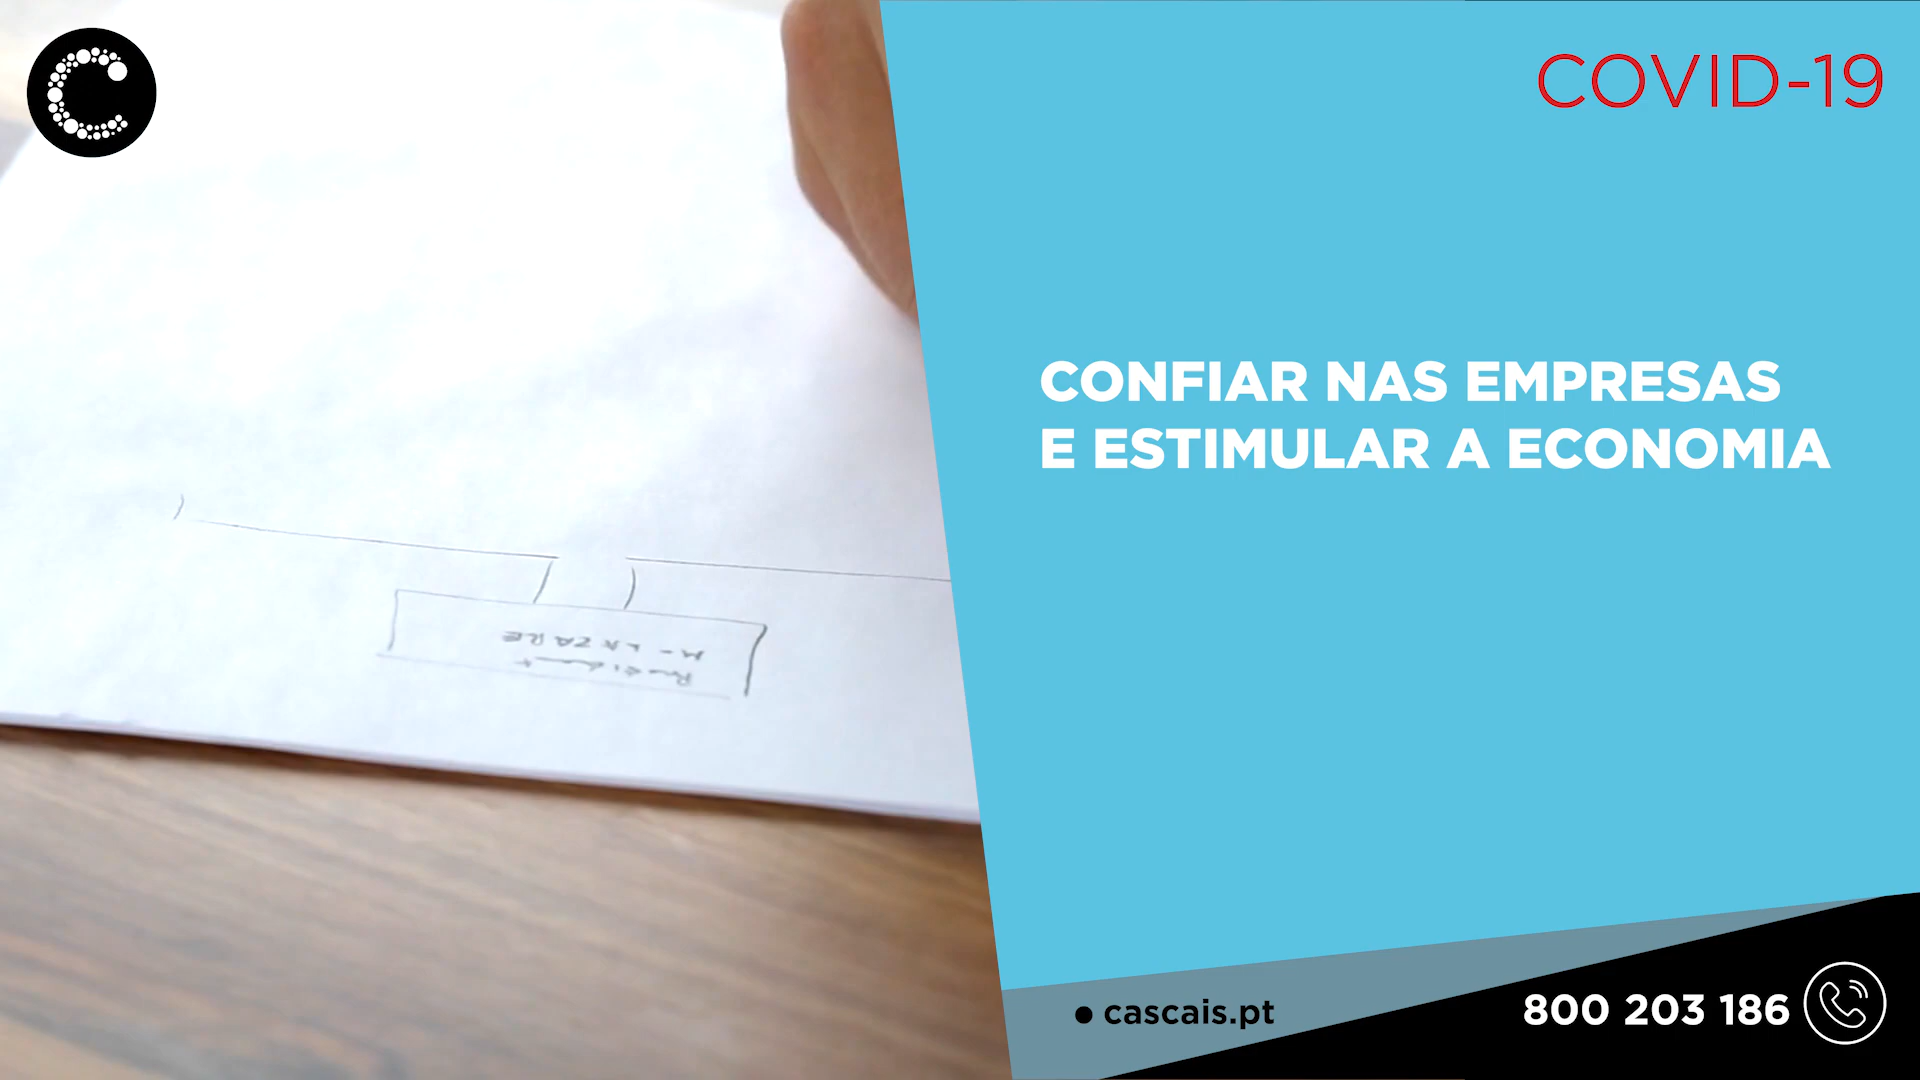 COVID-19
CONFIAR NAS EMPRESAS
E ESTIMULAR A ECONOMIA
cascais.pt
800 203 186